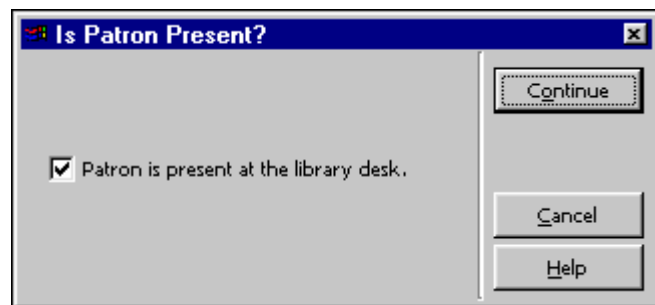 Is Patron Present?
Continue
Patron is present at the library desk.
Cancel
Help